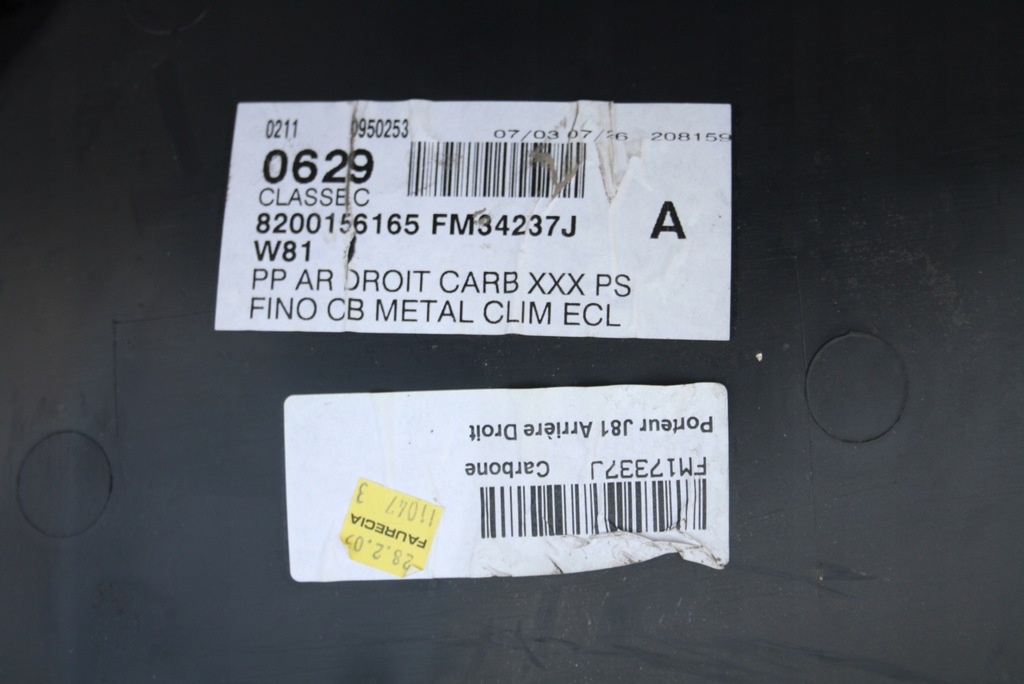 0211 0950253 07/03 07/26 208159
0629
CLASSE C
8200156165 FM34237J A
W81
PP AR DROIT CARB XXX PS
FINO CB METAL CLIM ECL
Porteur J81 Arrière Droit
FM17337J Carbone
11047 3
FAURECIA
28.2.0